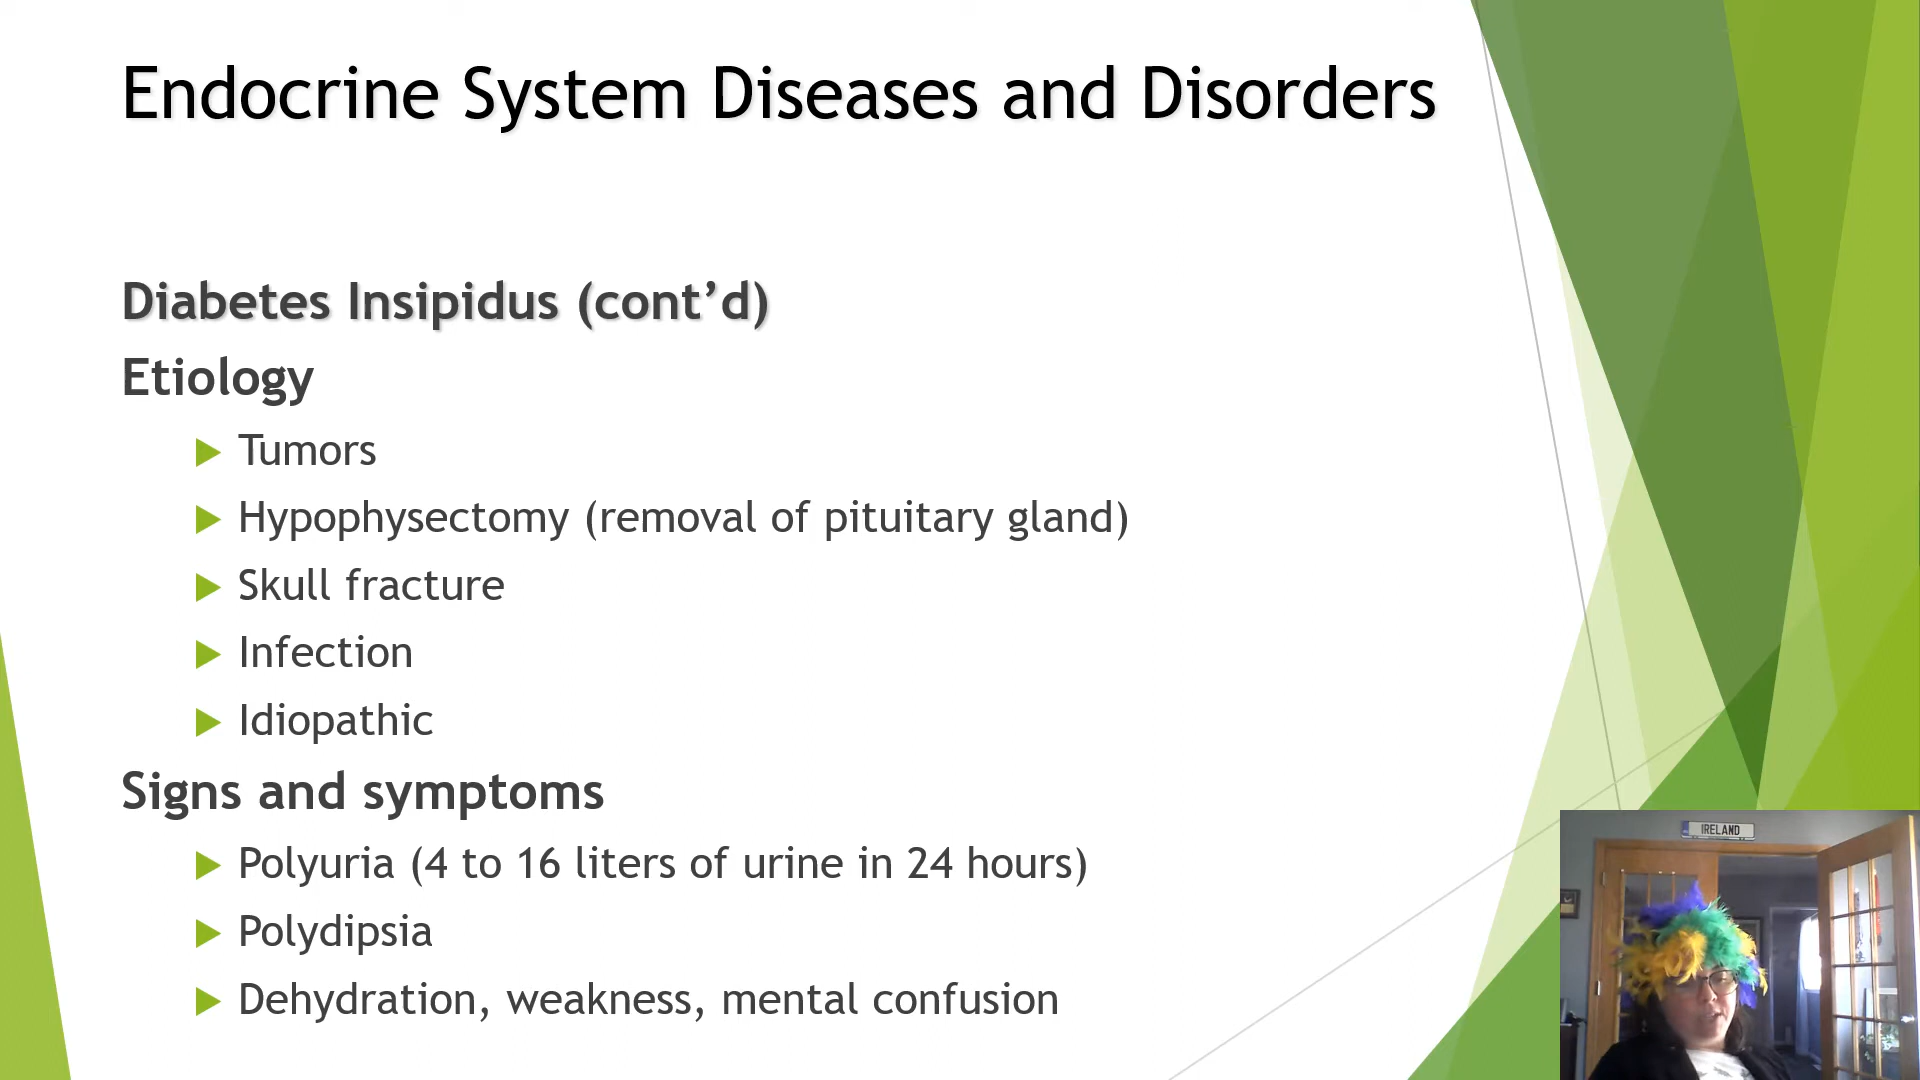 Endocrine System Diseases and Disorders
Diabetes Insipidus (cont’d)
Etiology
Tumors
Hypophysectomy (removal of pituitary gland)
Skull fracture
Infection
Idiopathic
Signs and symptoms
Polyuria (4 to 16 liters of urine in 24 hours)
Polydipsia
Dehydration, weakness, mental confusion
IRELAND